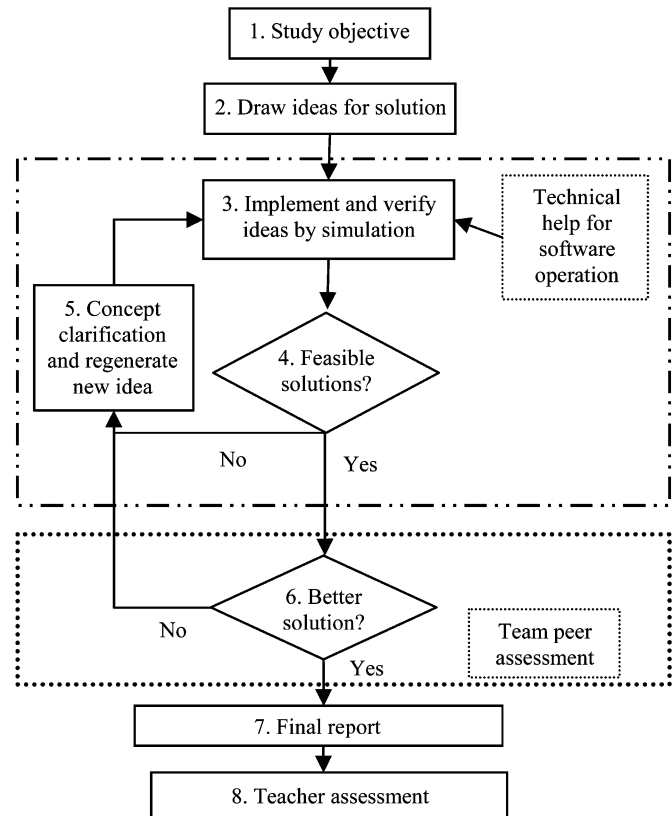 1. Study objective
2. Draw ideas for solution
3. Implement and verify
ideas by simulation
Technical
help for
software
operation
5. Concept
clarification
and regenerate
new idea
4. Feasible
solutions?
No
Yes
6. Better
solution?
No
Team peer
assessment
Yes
7. Final report
8. Teacher assessment